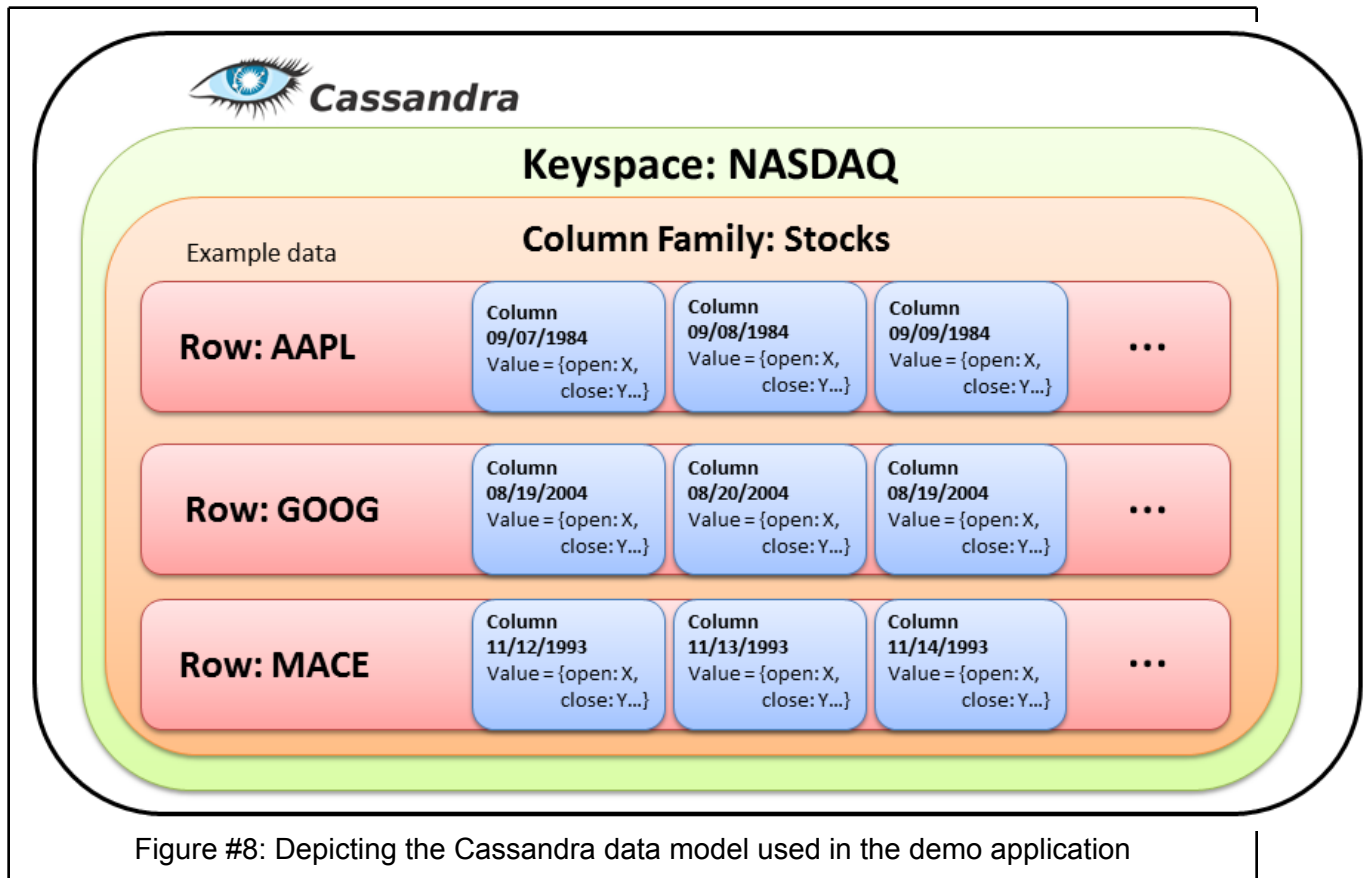 Cassandra
Keyspace: NASDAQ
Column Family: Stocks
Example data
Row: AAPL
Column
09/07/1984
Value = {open: X,
close: Y...}
Column
09/08/1984
Value = {open: X,
close: Y...}
Column
09/09/1984
Value = {open: X,
close: Y...}
...
Row: GOOG
Column
08/19/2004
Value = {open: X,
close: Y...}
Column
08/20/2004
Value = {open: X,
close: Y...}
Column
08/19/2004
Value = {open: X,
close: Y...}
...
Row: MACE
Column
11/12/1993
Value = {open: X,
close: Y...}
Column
11/13/1993
Value = {open: X,
close: Y...}
Column
11/14/1993
Value = {open: X,
close: Y...}
...
Figure #8: Depicting the Cassandra data model used in the demo application